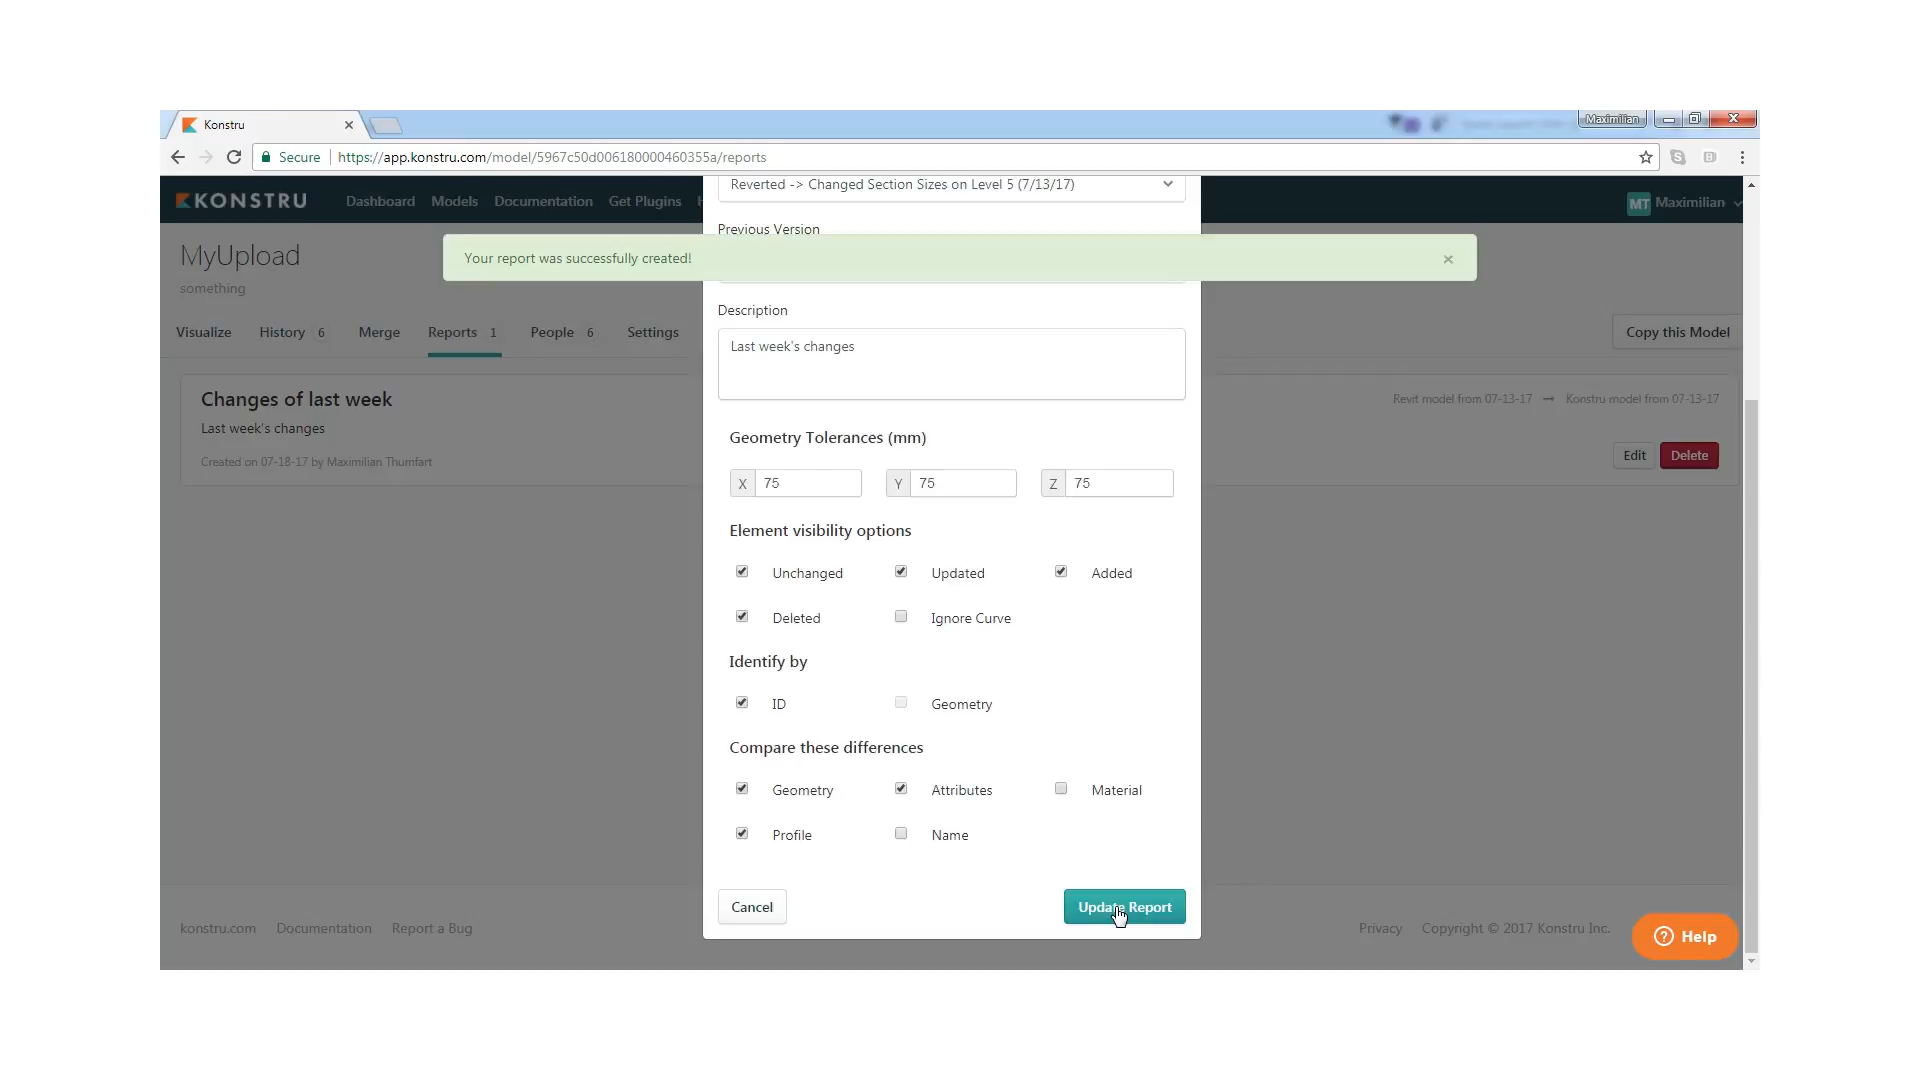 Konstru
Maximilian
Secure
https://app.konstru.com/model/5967c50d006180000460355a/reports
KONSTRU
Dashboard
Models
Documentation
Get Plugins
MT
Maximilian
Reverted -> Changed Section Sizes on Level 5 (7/13/17)
Previous Version
Your report was successfully created!
MyUpload
something
Visualize
History 6
Merge
Reports 1
People 6
Settings
Copy this Model
Changes of last week
Last week's changes
Created on 07-18-17 by Maximilian Thumfart
Revit model from 07-13-17
Konstru model from 07-13-17
Edit
Delete
Description
Last week's changes
Geometry Tolerances (mm)
X 75
Y 75
Z 75
Element visibility options
Unchanged
Updated
Added
Deleted
Ignore Curve
Identify by
ID
Geometry
Compare these differences
Geometry
Attributes
Material
Profile
Name
Cancel
Update Report
konstru.com
Documentation
Report a Bug
Privacy
Copyright © 2017 Konstru Inc.
Help